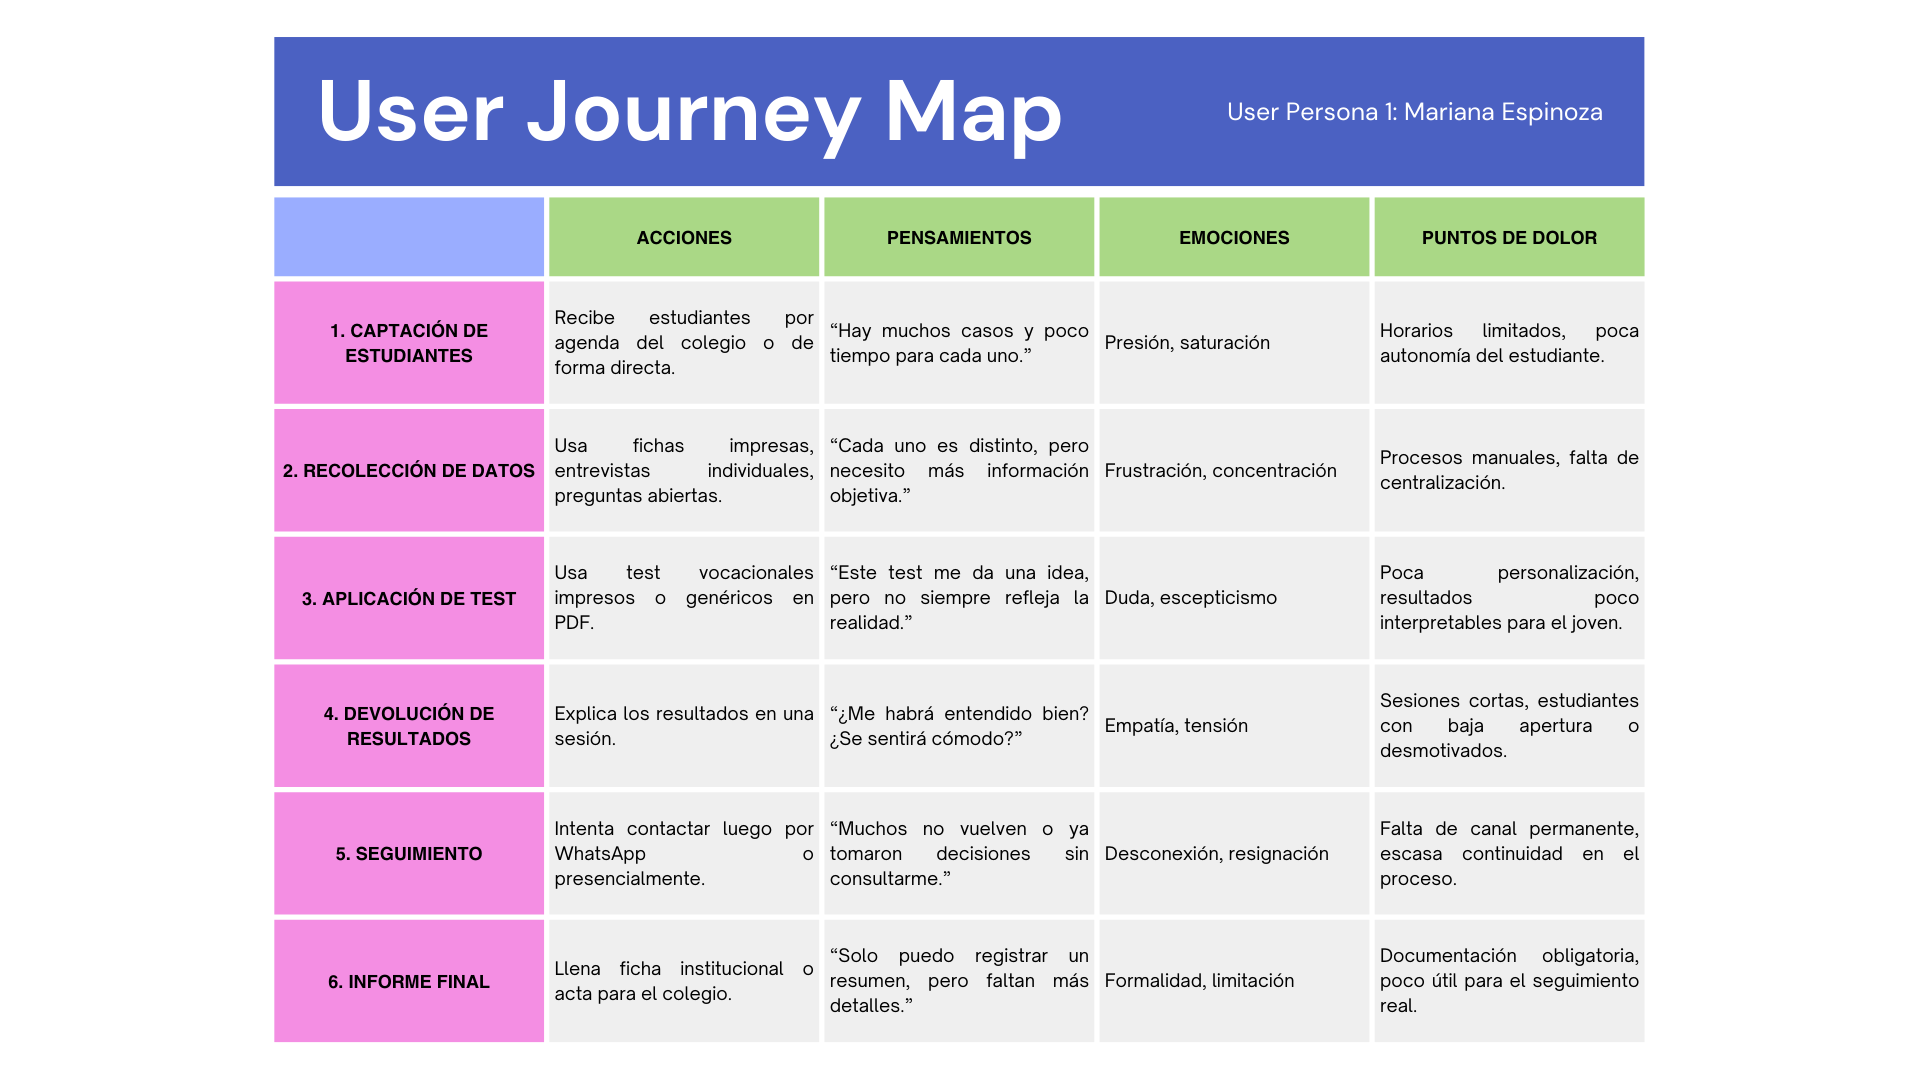 User Journey Map
User Persona 1: Mariana Espinoza
ACCIONES
PENSAMIENTOS
EMOCIONES
PUNTOS DE DOLOR
1. CAPTACIÓN DE
ESTUDIANTES
Recibe estudiantes por
agenda del colegio o de
forma directa.
“Hay muchos casos y poco
tiempo para cada uno.”
Presión, saturación
Horarios limitados, poca
autonomía del estudiante.
2. RECOLECCIÓN DE DATOS
Usa fichas impresas,
entrevistas individuales,
preguntas abiertas.
“Cada uno es distinto, pero
necesito más información
objetiva.”
Frustración, concentración
Procesos manuales, falta de
centralización.
3. APLICACIÓN DE TEST
Usa test vocacionales
impresos o genéricos en
PDF.
“Este test me da una idea,
pero no siempre refleja la
realidad.”
Duda, escepticismo
Poca personalización,
resultados poco
interpretables para el joven.
4. DEVOLUCIÓN DE
RESULTADOS
Explica los resultados en una
sesión.
“¿Me habrá entendido bien?
¿Se sentirá cómodo?”
Empatía, tensión
Sesiones cortas, estudiantes
con baja apertura o
desmotivados.
5. SEGUIMIENTO
Intenta contactar luego por
WhatsApp o
presencialmente.
“Muchos no vuelven o ya
tomaron decisiones sin
consultarme.”
Desconexión, resignación
Falta de canal permanente,
escasa continuidad en el
proceso.
6. INFORME FINAL
Llena ficha institucional o
acta para el colegio.
“Solo puedo registrar un
resumen, pero faltan más
detalles.”
Formalidad, limitación
Documentación obligatoria,
poco útil para el seguimiento
real.